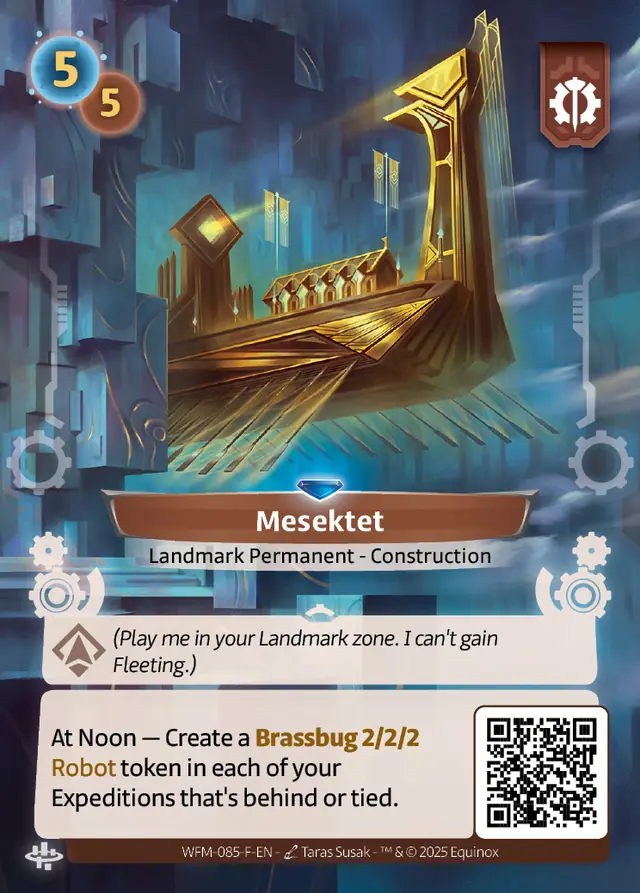 5
5
Mesektet
Landmark Permanent - Construction
(Play me in your Landmark zone. I can't gain
Fleeting.)
At Noon — Create a Brassbug 2/2/2
Robot token in each of your
Expeditions that's behind or tied.
WFM-085-F-EN - Taras Susak - ™ & © 2025 Equinox